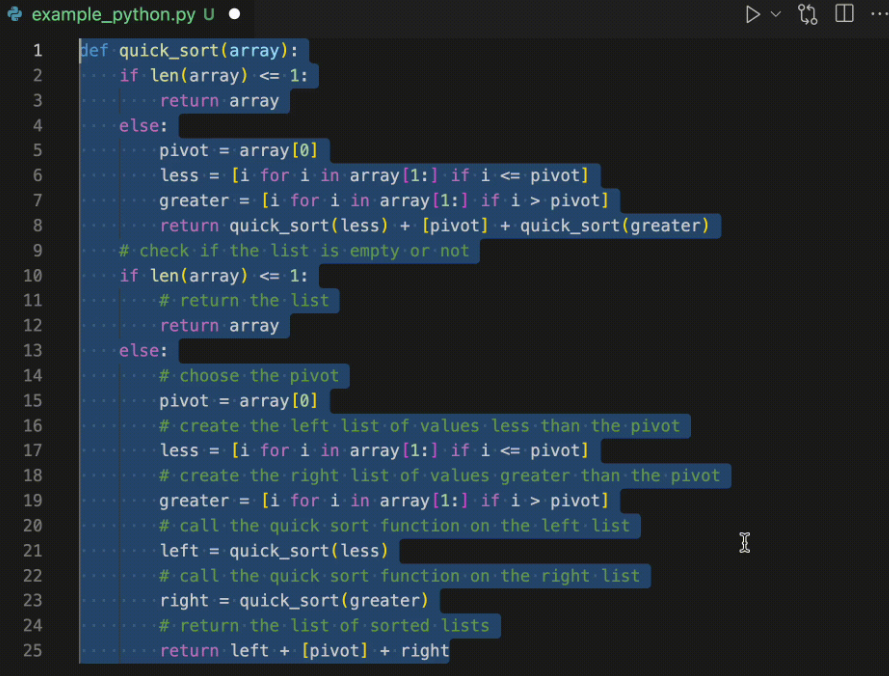 example_python.py U
1 def quick_sort(array):
2     if len(array) <= 1:
3         return array
4     else:
5         pivot = array[0]
6         less = [i for i in array[1:] if i <= pivot]
7         greater = [i for i in array[1:] if i > pivot]
8         return quick_sort(less) + [pivot] + quick_sort(greater)
9     # check if the list is empty or not
10     if len(array) <= 1:
11         # return the list
12         return array
13     else:
14         # choose the pivot
15         pivot = array[0]
16         # create the left list of values less than the pivot
17         less = [i for i in array[1:] if i <= pivot]
18         # create the right list of values greater than the pivot
19         greater = [i for i in array[1:] if i > pivot]
20         # call the quick sort function on the left list
21         left = quick_sort(less)
22         # call the quick sort function on the right list
23         right = quick_sort(greater)
24         # return the list of sorted lists
25         return left + [pivot] + right